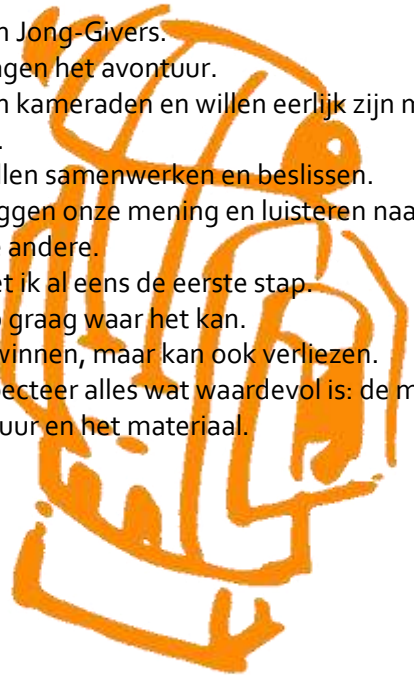 n Jong-Givers.
gen het avontuur.
n kameraden en willen eerlijk zijn m
.
llen samenwerken en beslissen.
ggen onze mening en luisteren naa
e andere.
et ik al eens de eerste stap.
p graag waar het kan.
winnen, maar kan ook verliezen.
pecteer alles wat waardevol is: de m
uur en het materiaal.